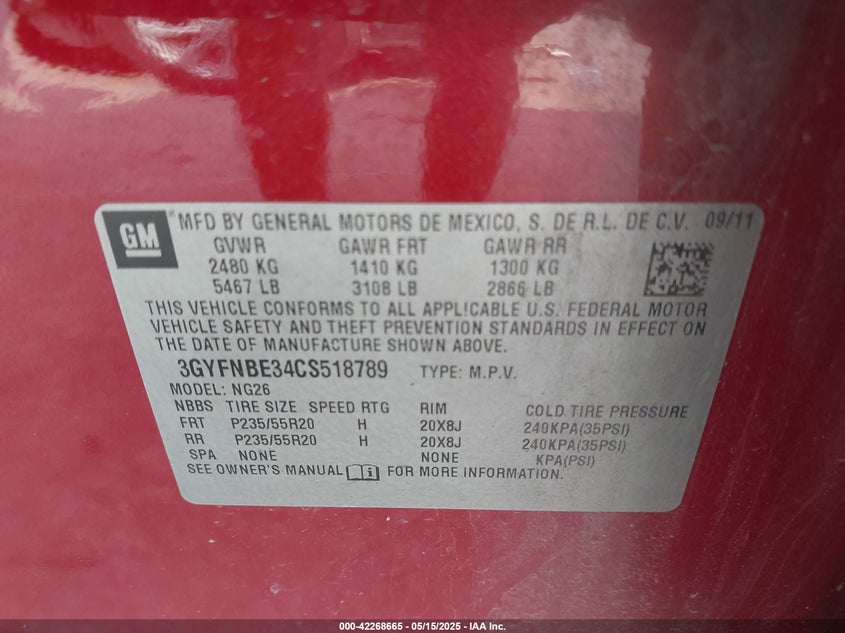 GM
® MFD BY GENERAL MOTORS DE MEXICO, S. DE R.L. DE C.V. 09/11
GVWR GAWR FRT GAWR RR
2480 KG 1410 KG 1300 KG
5467 LB 3108 LB 2866 LB
THIS VEHICLE CONFORMS TO ALL APPLICABLE U.S. FEDERAL MOTOR
VEHICLE SAFETY AND THEFT PREVENTION STANDARDS IN EFFECT ON
THE DATE OF MANUFACTURE SHOWN ABOVE.
3GYFNBE34CS518789 TYPE: M.P.V.
MODEL: NG26
NBBS TIRE SIZE SPEED RTG RIM COLD TIRE PRESSURE
FRT P235/55R20 H 20X8J 240KPA(35PSI)
RR P235/55R20 H 20X8J 240KPA(35PSI)
SPA NONE NONE KPA(PSI)
SEE OWNER'S MANUAL FOR MORE INFORMATION.
000-42268665 - 05/15/2025 - IAA Inc.